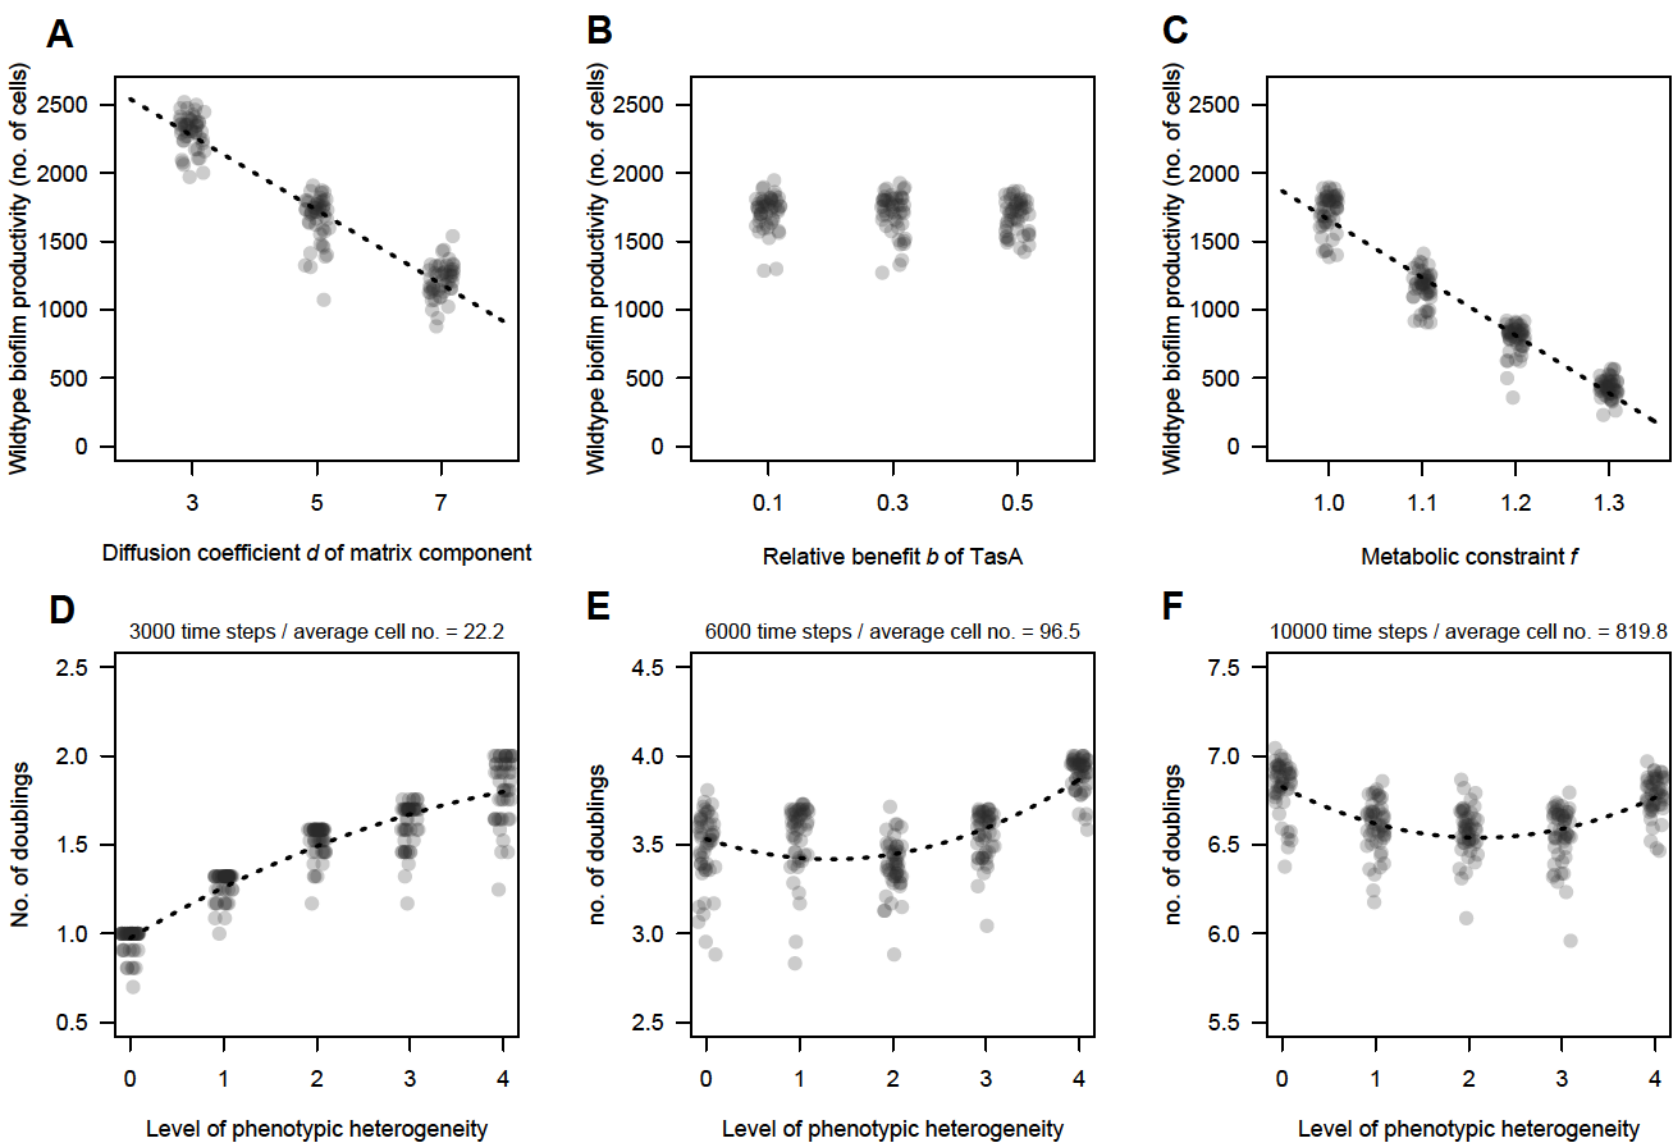 A
Wildtype biofilm productivity (no. of cells)
2500
2000
1500
1000
500
0
3 5 7
Diffusion coefficient d of matrix component
B
Wildtype biofilm productivity (no. of cells)
2500
2000
1500
1000
500
0
0.1 0.3 0.5
Relative benefit b of TasA
C
Wildtype biofilm productivity (no. of cells)
2500
2000
1500
1000
500
0
1.0 1.1 1.2 1.3
Metabolic constraint f
D
3000 time steps / average cell no. = 22.2
No. of doublings
2.5
2.0
1.5
1.0
0.5
0 1 2 3 4
Level of phenotypic heterogeneity
E
6000 time steps / average cell no. = 96.5
no. of doublings
4.5
4.0
3.5
3.0
2.5
0 1 2 3 4
Level of phenotypic heterogeneity
F
10000 time steps / average cell no. = 819.8
no. of doublings
7.5
7.0
6.5
6.0
5.5
0 1 2 3 4
Level of phenotypic heterogeneity